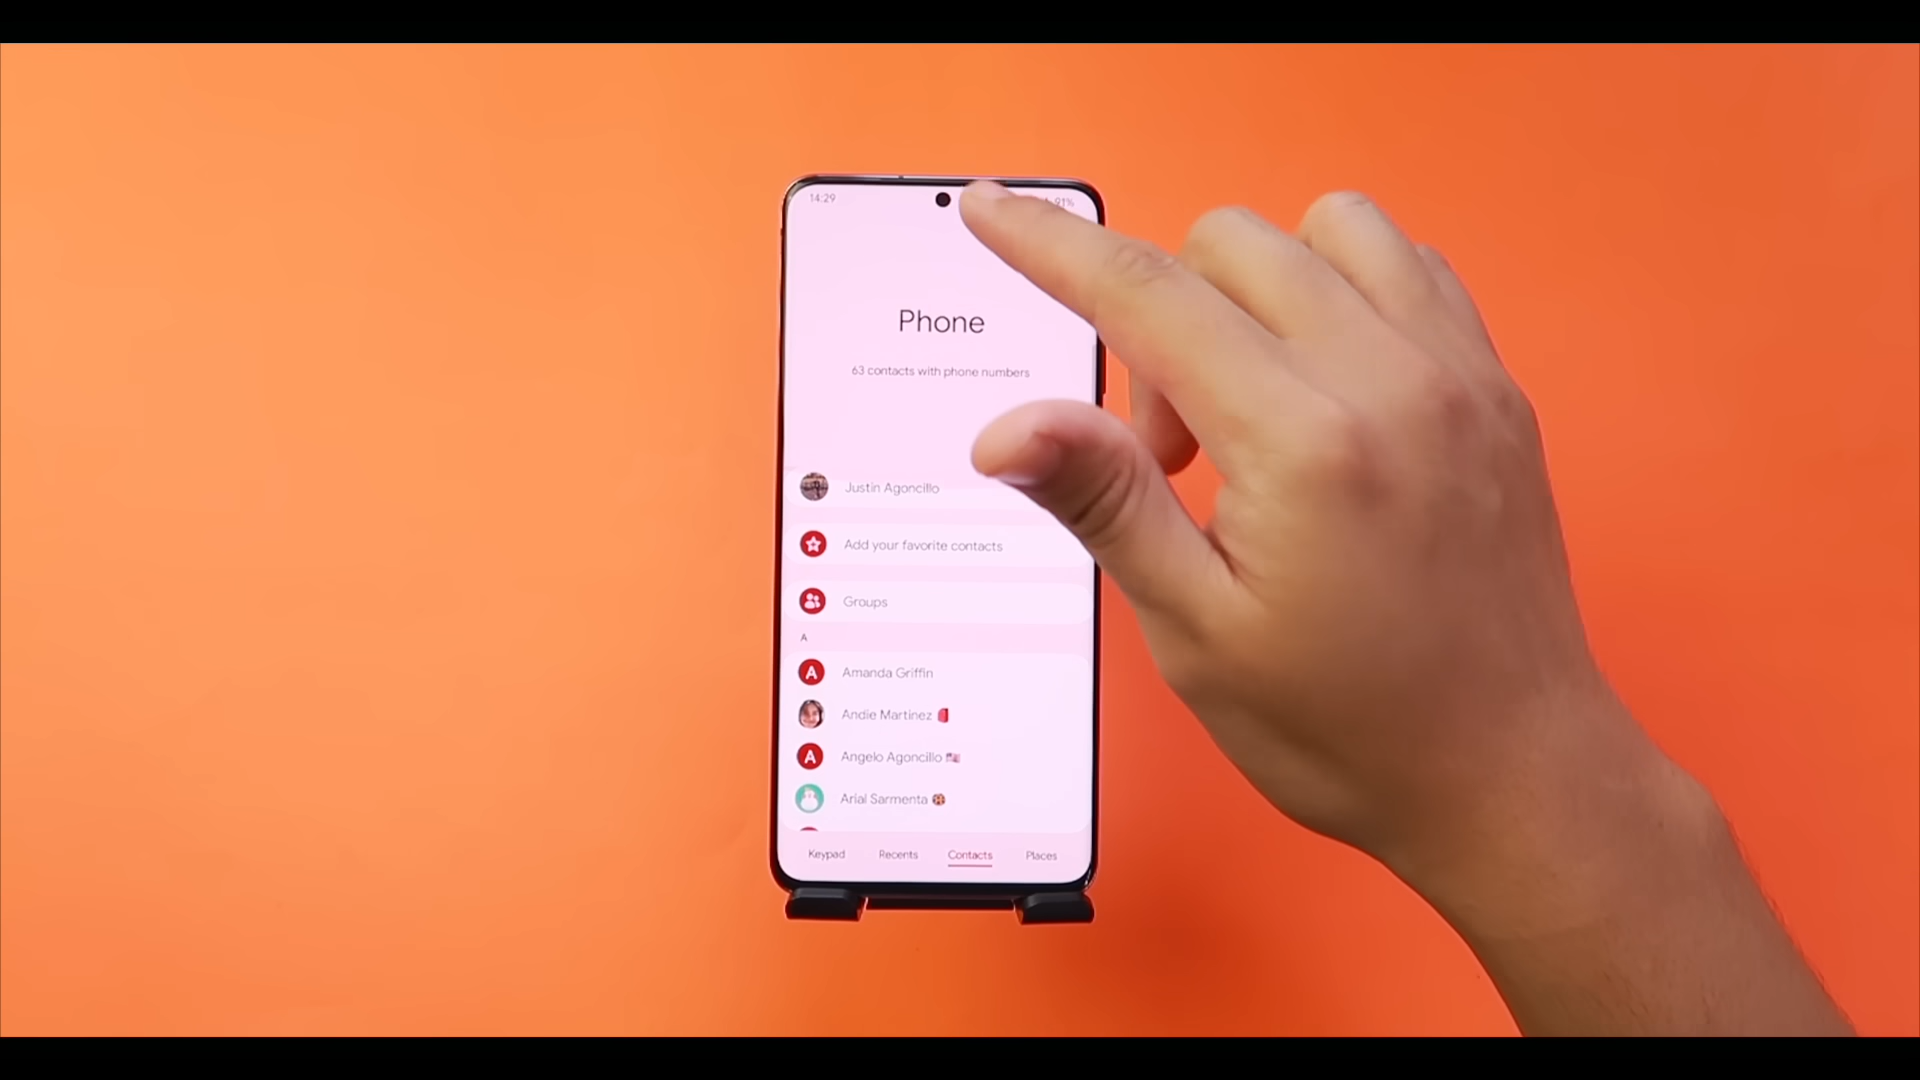 14:29
91%
Phone
63 contacts with phone numbers
Justin Agoncillo
Add your favorite contacts
Groups
A
A Amanda Griffin
Andie Martinez
A Angelo Agoncillo
Arial Sarmenta
Keypad Recents Contacts Places